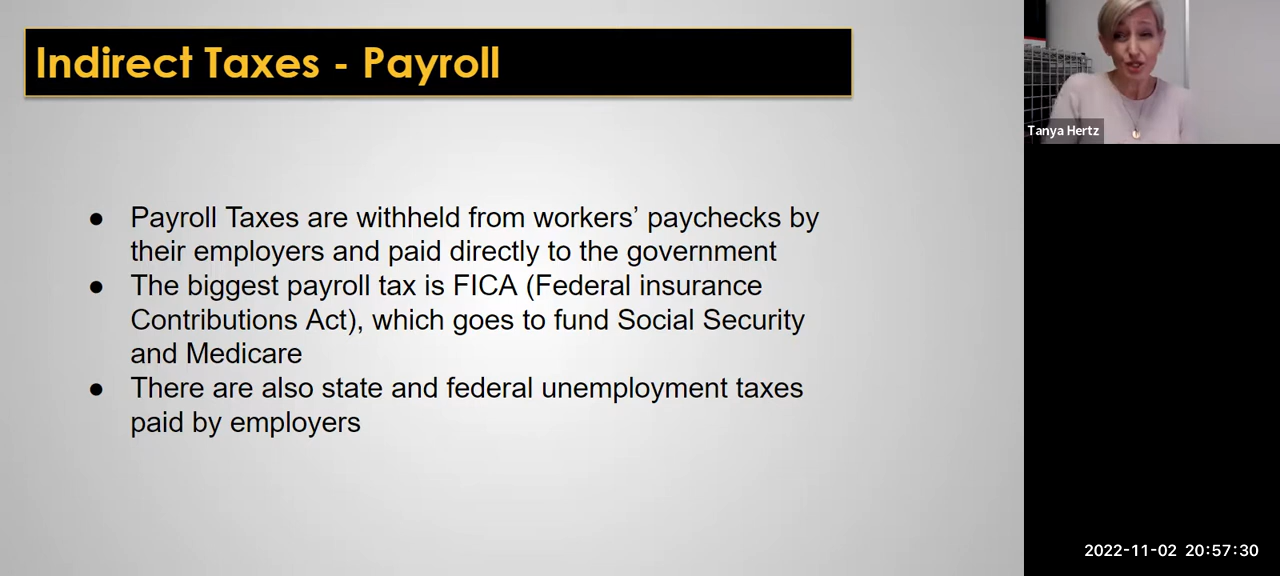 Indirect Taxes - Payroll
● Payroll Taxes are withheld from workers’ paychecks by
their employers and paid directly to the government
● The biggest payroll tax is FICA (Federal insurance
Contributions Act), which goes to fund Social Security
and Medicare
● There are also state and federal unemployment taxes
paid by employers
Tanya Hertz
2022-11-02 20:57:30